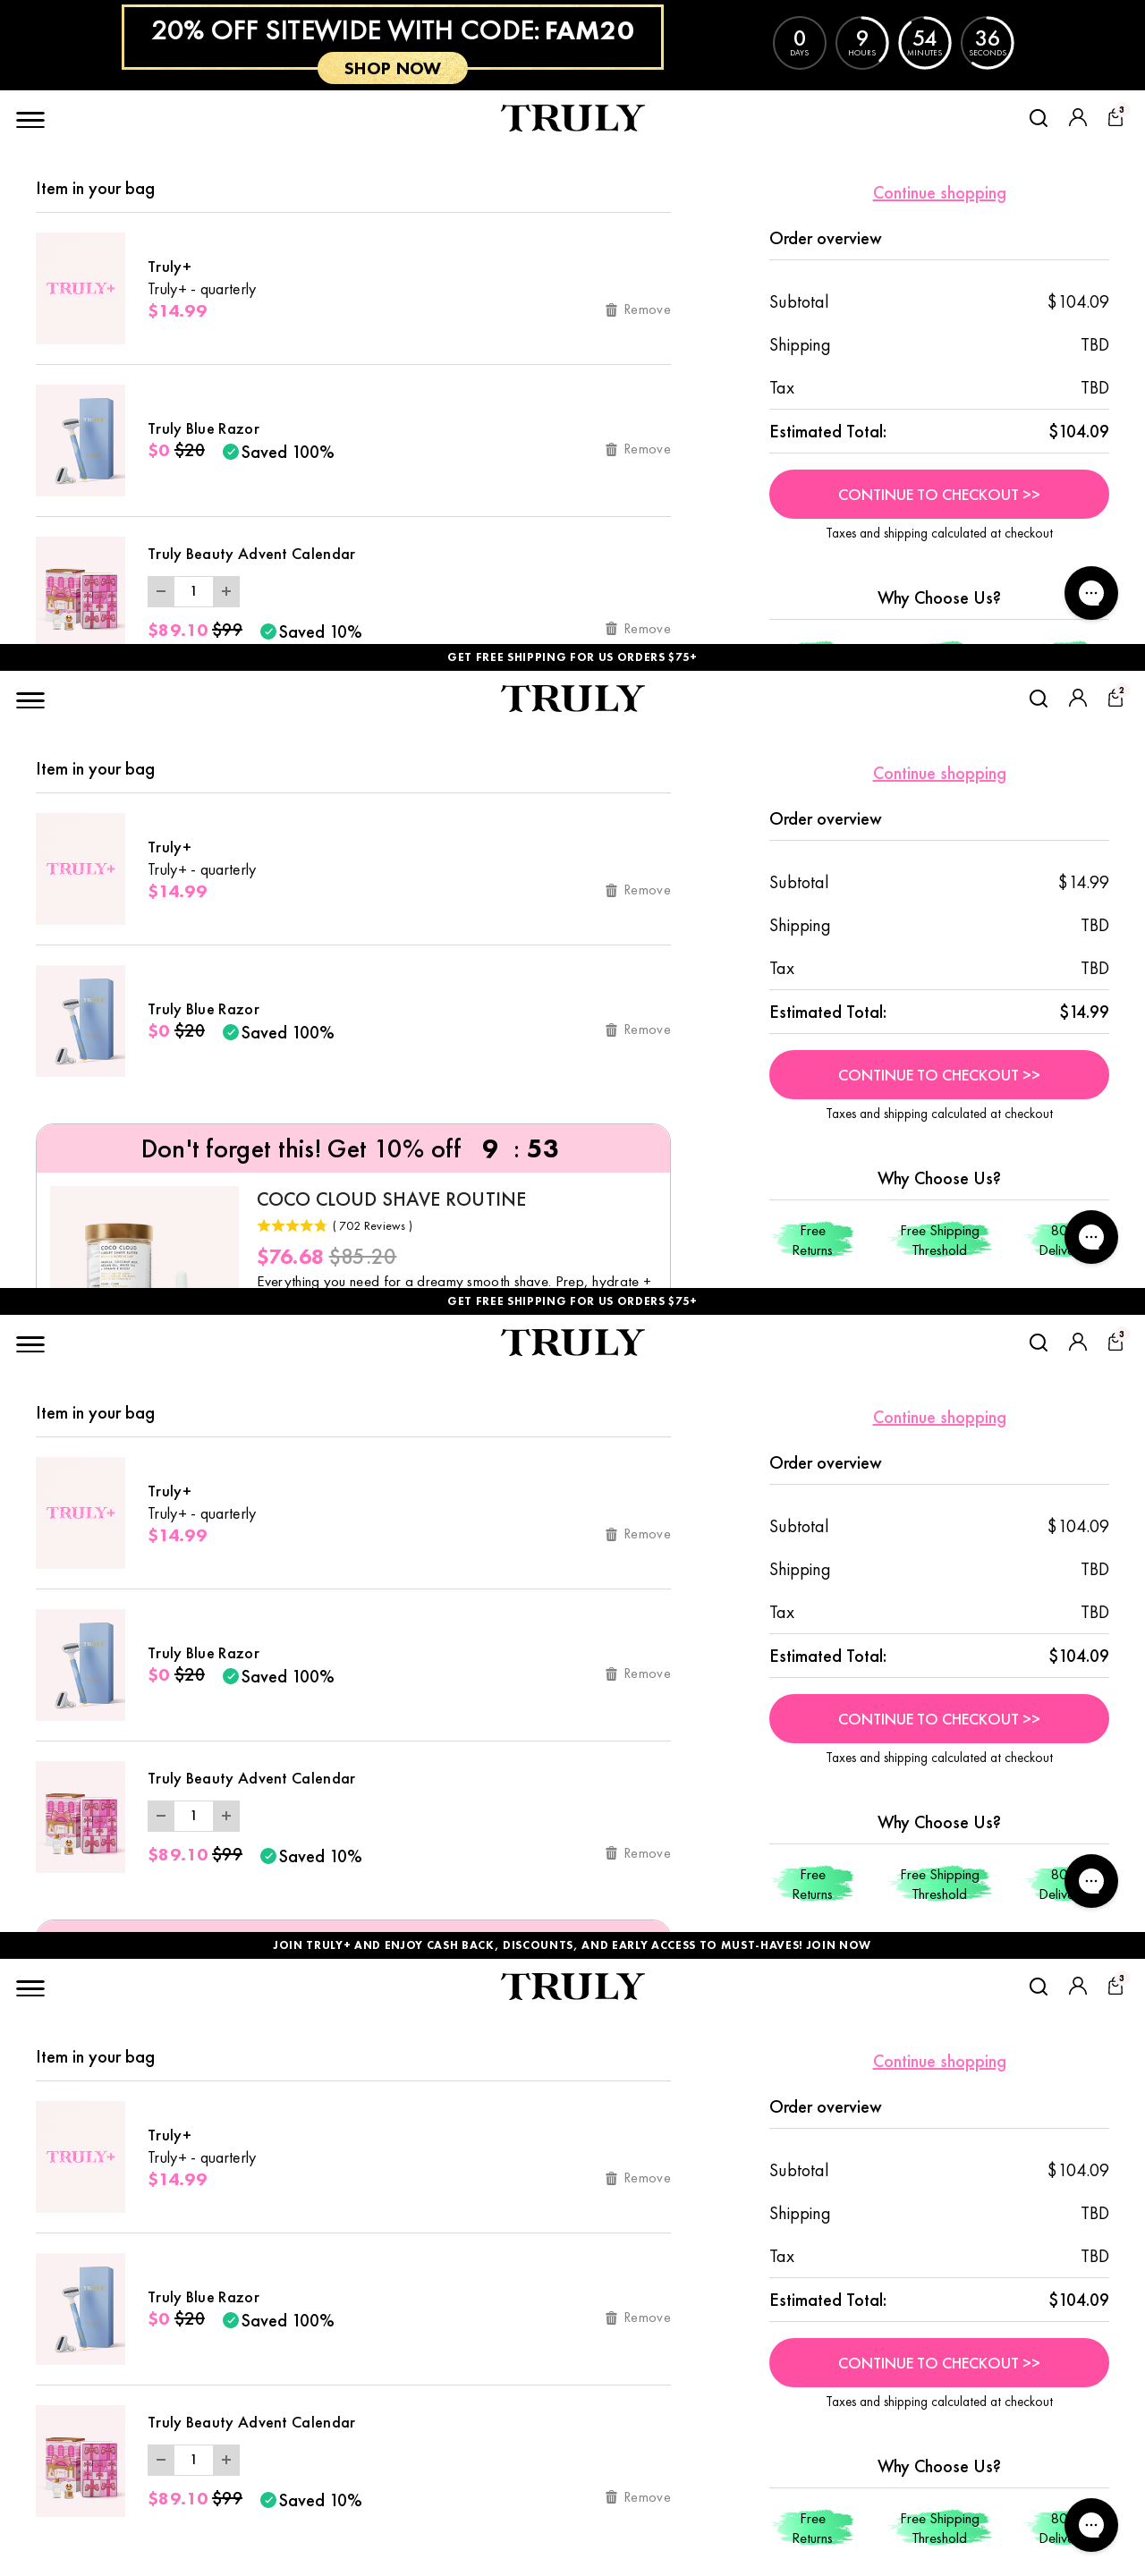 20% OFF SITEWIDE WITH CODE: FAM20
SHOP NOW
0
DAYS
9
HOURS
54
MINUTES
36
SECONDS
TRULY
3
Item in your bag
Continue shopping
Order overview
TRULY+
Truly+
Truly+ - quarterly
$14.99
Remove
Subtotal
$104.09
Shipping
TBD
Tax
TBD
Estimated Total:
$104.09
Truly Blue Razor
$0 $20 Saved 100%
Remove
CONTINUE TO CHECKOUT >>
Taxes and shipping calculated at checkout
Truly Beauty Advent Calendar
1
$89.10 $99 Saved 10%
Remove
Why Choose Us?
GET FREE SHIPPING FOR US ORDERS $75+
TRULY
2
Item in your bag
Continue shopping
Order overview
TRULY+
Truly+
Truly+ - quarterly
$14.99
Remove
Subtotal
$14.99
Shipping
TBD
Tax
TBD
Estimated Total:
$14.99
Truly Blue Razor
$0 $20 Saved 100%
Remove
CONTINUE TO CHECKOUT >>
Taxes and shipping calculated at checkout
Don't forget this! Get 10% off 9 : 53
COCO CLOUD SHAVE ROUTINE
( 702 Reviews )
$76.68 $85.20
Everything you need for a dreamy smooth shave. Prep, hydrate +
COCO CLOUD
Why Choose Us?
Free
Returns
Free Shipping
Threshold
GET FREE SHIPPING FOR US ORDERS $75+
TRULY
3
Item in your bag
Continue shopping
Order overview
TRULY+
Truly+
Truly+ - quarterly
$14.99
Remove
Subtotal
$104.09
Shipping
TBD
Tax
TBD
Estimated Total:
$104.09
Truly Blue Razor
$0 $20 Saved 100%
Remove
CONTINUE TO CHECKOUT >>
Taxes and shipping calculated at checkout
Truly Beauty Advent Calendar
1
$89.10 $99 Saved 10%
Remove
Why Choose Us?
Free
Returns
Free Shipping
Threshold
JOIN TRULY+ AND ENJOY CASH BACK, DISCOUNTS, AND EARLY ACCESS TO MUST-HAVES! JOIN NOW
TRULY
3
Item in your bag
Continue shopping
Order overview
TRULY+
Truly+
Truly+ - quarterly
$14.99
Remove
Subtotal
$104.09
Shipping
TBD
Tax
TBD
Estimated Total:
$104.09
Truly Blue Razor
$0 $20 Saved 100%
Remove
CONTINUE TO CHECKOUT >>
Taxes and shipping calculated at checkout
Truly Beauty Advent Calendar
1
$89.10 $99 Saved 10%
Remove
Why Choose Us?
Free
Returns
Free Shipping
Threshold